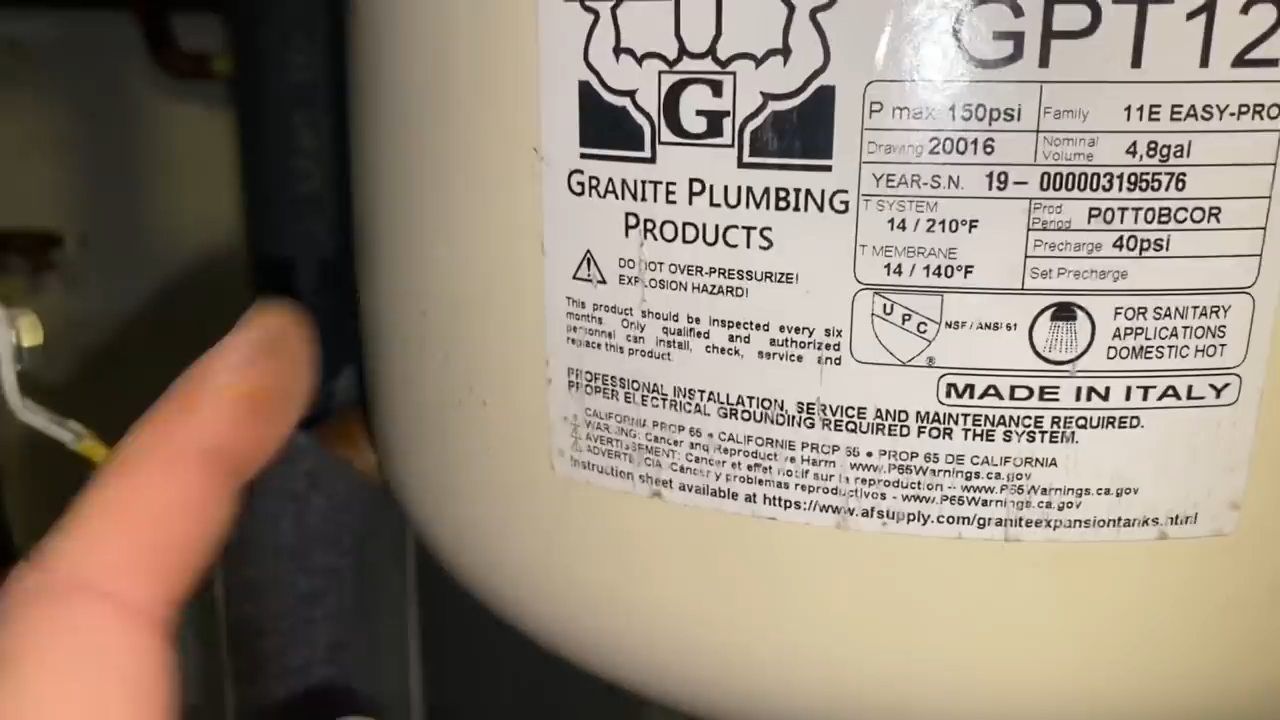 GPT12
G
GRANITE PLUMBING
PRODUCTS
DO NOT OVER-PRESSURIZE!
EXPLOSION HAZARD!
This product should be inspected every six
months. Only qualified and authorized
personnel can install, check, service and
replace this product.
P max 150psi
Family 11E EASY-PRO
Drawing 20016
Nominal Volume 4,8gal
YEAR-S.N. 19- 000003195576
T SYSTEM
14 / 210°F
Prod Period P0TT0BCOR
T MEMBRANE
14 / 140°F
Precharge 40psi
Set Precharge
UPC
®
NSF / ANSI 61
FOR SANITARY
APPLICATIONS
DOMESTIC HOT
MADE IN ITALY
PROFESSIONAL INSTALLATION, SERVICE AND MAINTENANCE REQUIRED.
PROPER ELECTRICAL GROUNDING REQUIRED FOR THE SYSTEM.
CALIFORNIA PROP 65 • CALIFORNIE PROP 65 • PROP 65 DE CALIFORNIA
WARNING: Cancer and Reproductive Harm - www.P65Warnings.ca.gov
AVERTISSEMENT: Cancer et effet nocif sur la reproduction - www.P65Warnings.ca.gov
ADVERTENCIA: Cáncer y problemas reproductivos - www.P65Warnings.ca.gov
Instruction sheet available at https://www.afsupply.com/graniteexpansiontanks.html